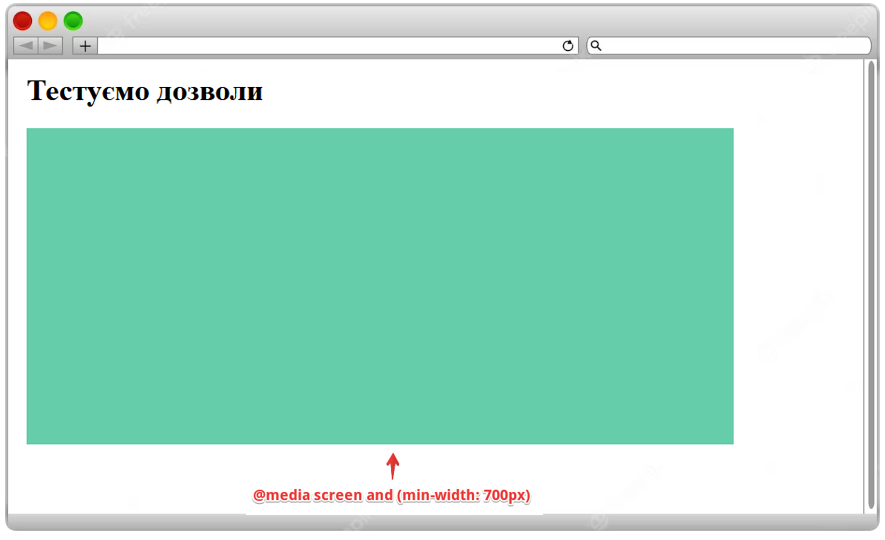 Тестуємо дозволи
@media screen and (min-width: 700px)